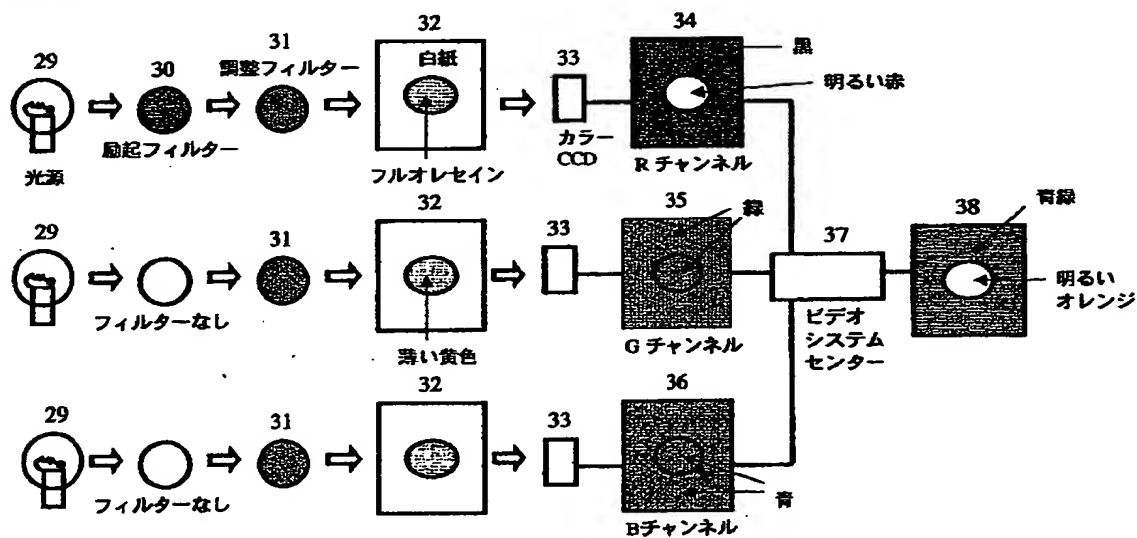 29
30
31
調整フィルター
32
白紙
33
34
黒
明るい赤
励起フィルター
光源
フルオレセイン
カラー
CCD
R チャンネル
29
31
32
33
35
緑
37
38
青緑
フィルターなし
薄い黄色
G チャンネル
ビデオ
システム
センター
明るい
オレンジ
29
31
32
33
36
フィルターなし
青
Bチャンネル